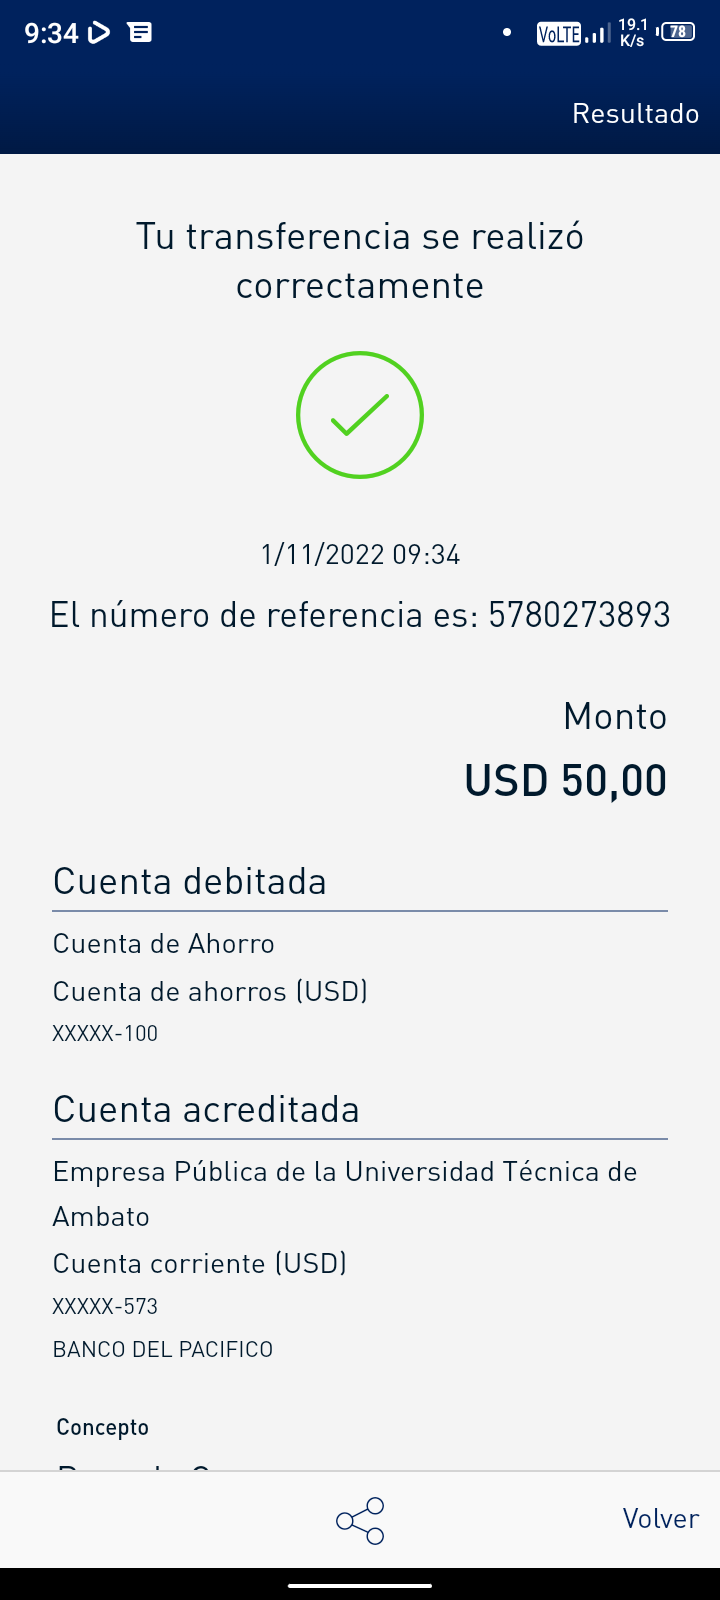 9:34
VoLTE
19.1
K/s
78
Resultado
Tu transferencia se realizó
correctamente
1/11/2022 09:34
El número de referencia es: 5780273893
Monto
USD 50,00
Cuenta debitada
Cuenta de Ahorro
Cuenta de ahorros (USD)
XXXXX-100
Cuenta acreditada
Empresa Pública de la Universidad Técnica de
Ambato
Cuenta corriente (USD)
XXXXX-573
BANCO DEL PACIFICO
Concepto
Volver